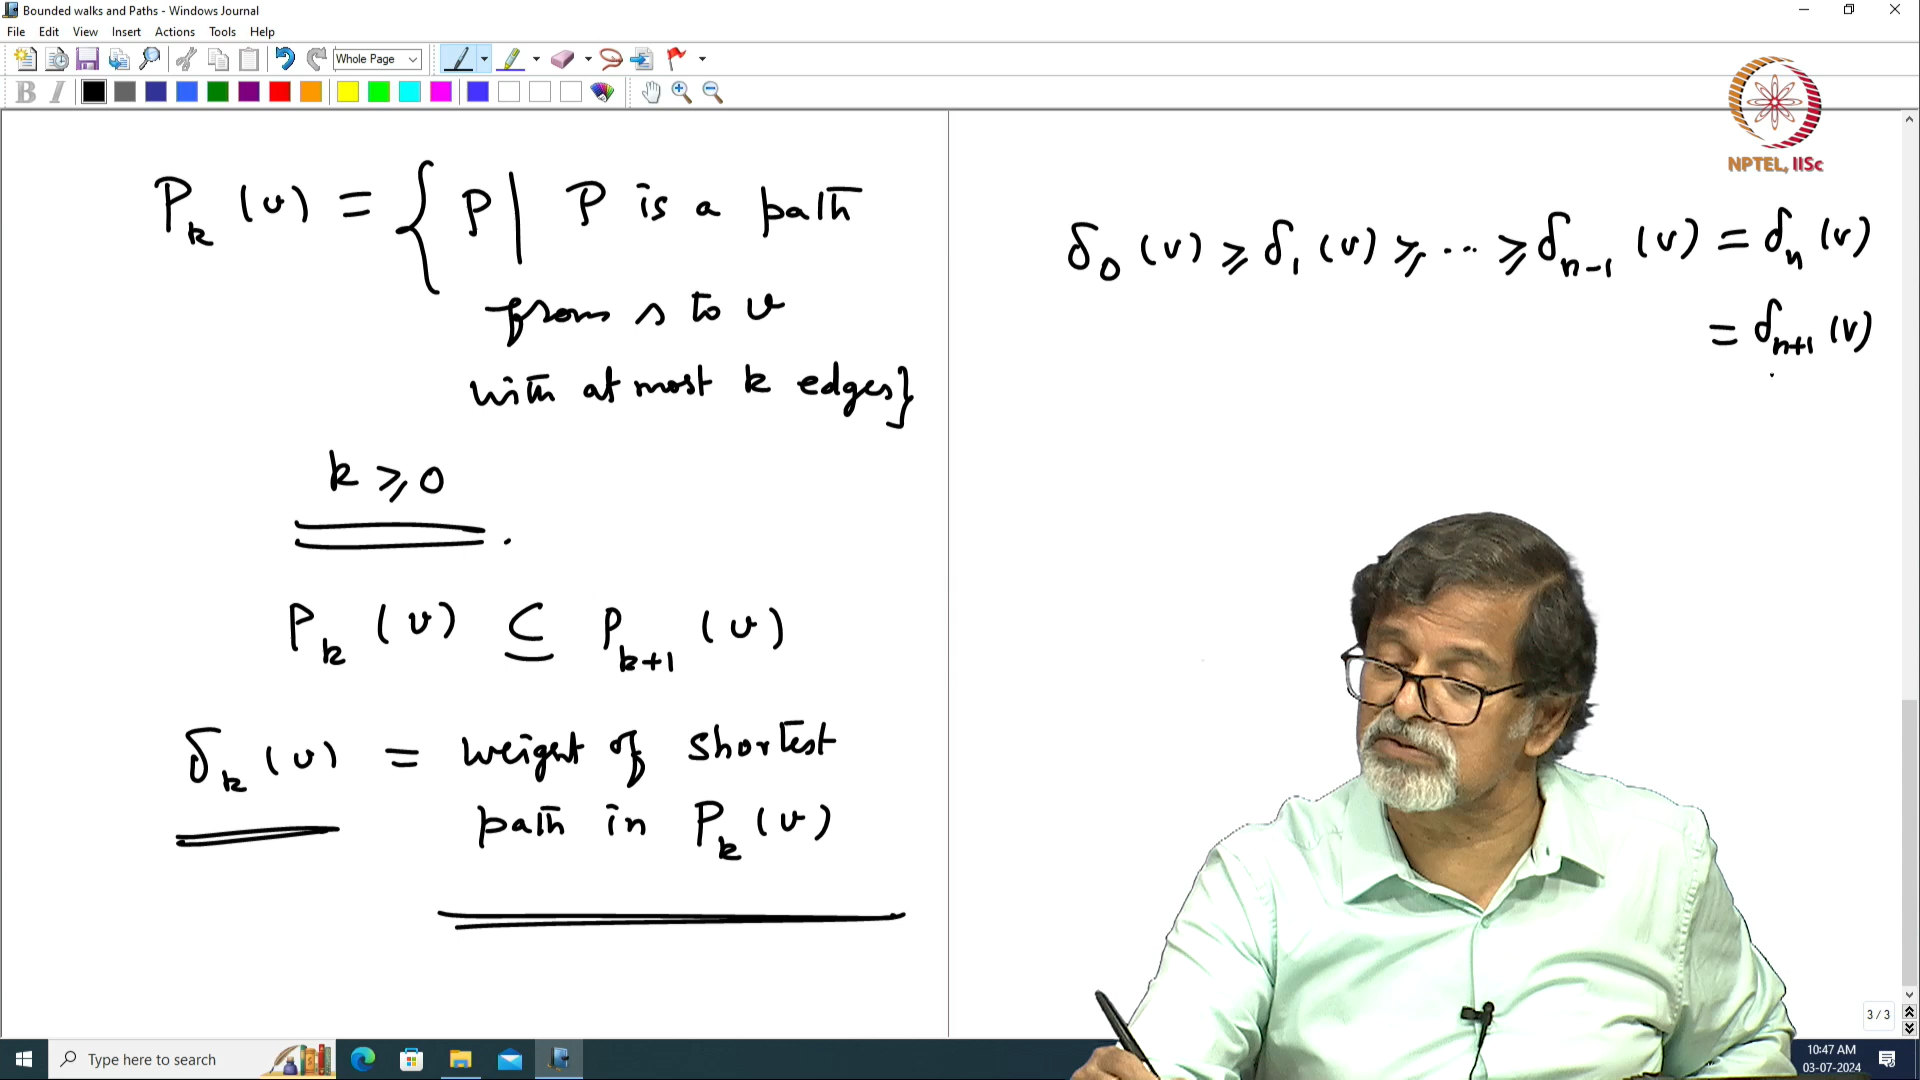 Bounded walks and Paths - Windows Journal
File Edit View Insert Actions Tools Help
Whole Page
B I
NPTEL, IISc
P_k (v) = { P | P is a path
from s to v
with at most k edges}
k ⩾ 0
P_k (v) ⊆ P_{k+1} (v)
δ_k (v) = weight of shortest
path in P_k (v)
δ_0 (v) ⩾ δ_1 (v) ⩾ ... ⩾ δ_{n-1} (v) = δ_n (v)
= δ_{n+1} (v)
3 / 3
Type here to search
10:47 AM
03-07-2024